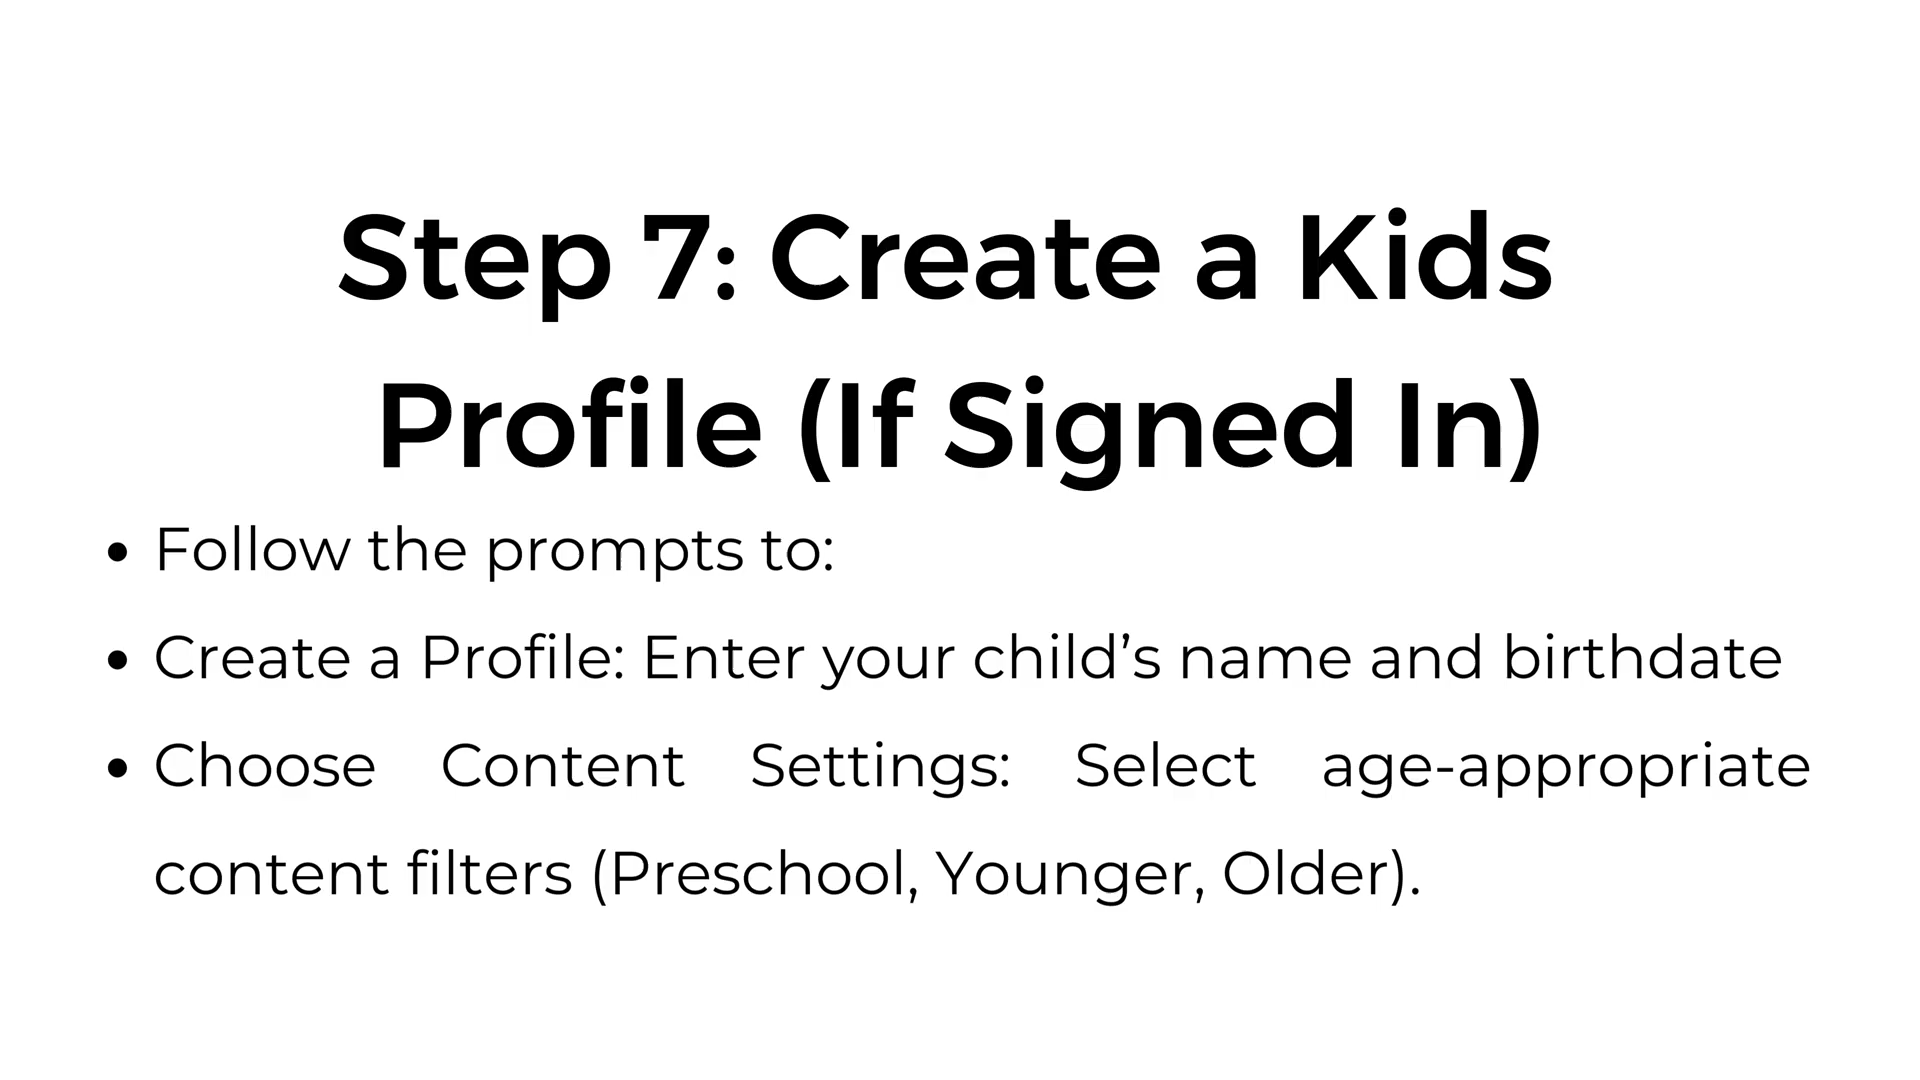 Step 7: Create a Kids
Profile (If Signed In)
• Follow the prompts to:
• Create a Profile: Enter your child’s name and birthdate
• Choose Content Settings: Select age-appropriate
content filters (Preschool, Younger, Older).